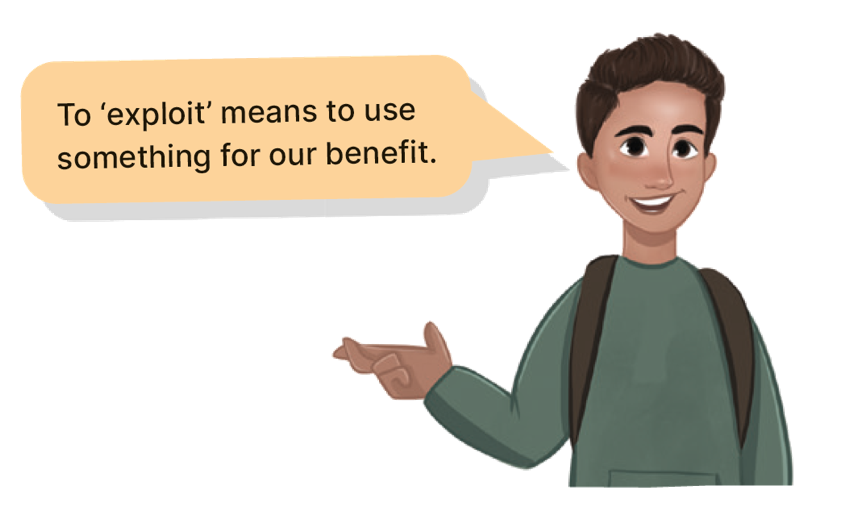 To ‘exploit’ means to use
something for our benefit.